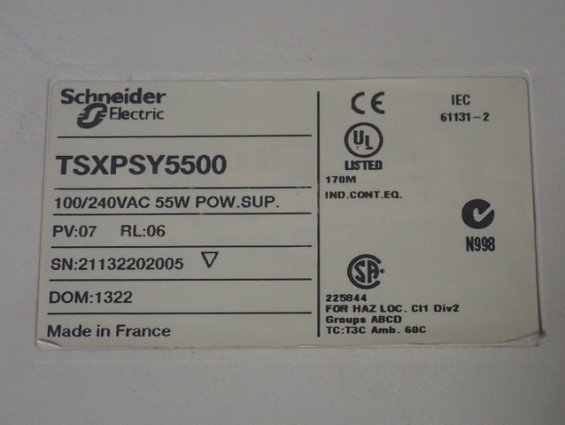 Schneider
Electric
TSXPSY5500
100/240VAC 55W POW.SUP.
PV:07 RL:06
SN:21132202005
DOM:1322
Made in France
CE
IEC
61131-2
UL
LISTED
170M
IND.CONT.EQ.
N998
SA
225844
FOR HAZ LOC. Cl1 Div2
Groups ABCD
TC:T3C Amb. 60C